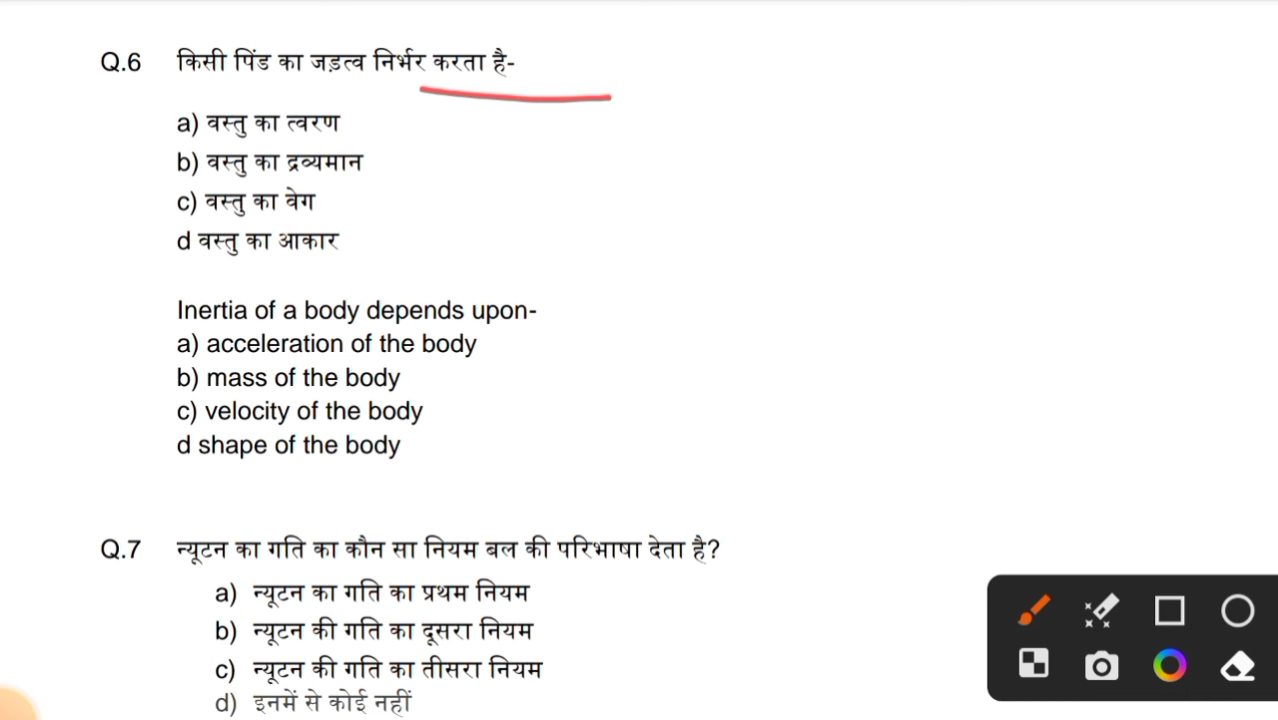 Q.6 किसी पिंड का जड़त्व निर्भर करता है-
a) वस्तु का त्वरण
b) वस्तु का द्रव्यमान
c) वस्तु का वेग
d वस्तु का आकार
Inertia of a body depends upon-
a) acceleration of the body
b) mass of the body
c) velocity of the body
d shape of the body
Q.7 न्यूटन का गति का कौन सा नियम बल की परिभाषा देता है?
a) न्यूटन का गति का प्रथम नियम
b) न्यूटन की गति का दूसरा नियम
c) न्यूटन की गति का तीसरा नियम
d) इनमें से कोई नहीं